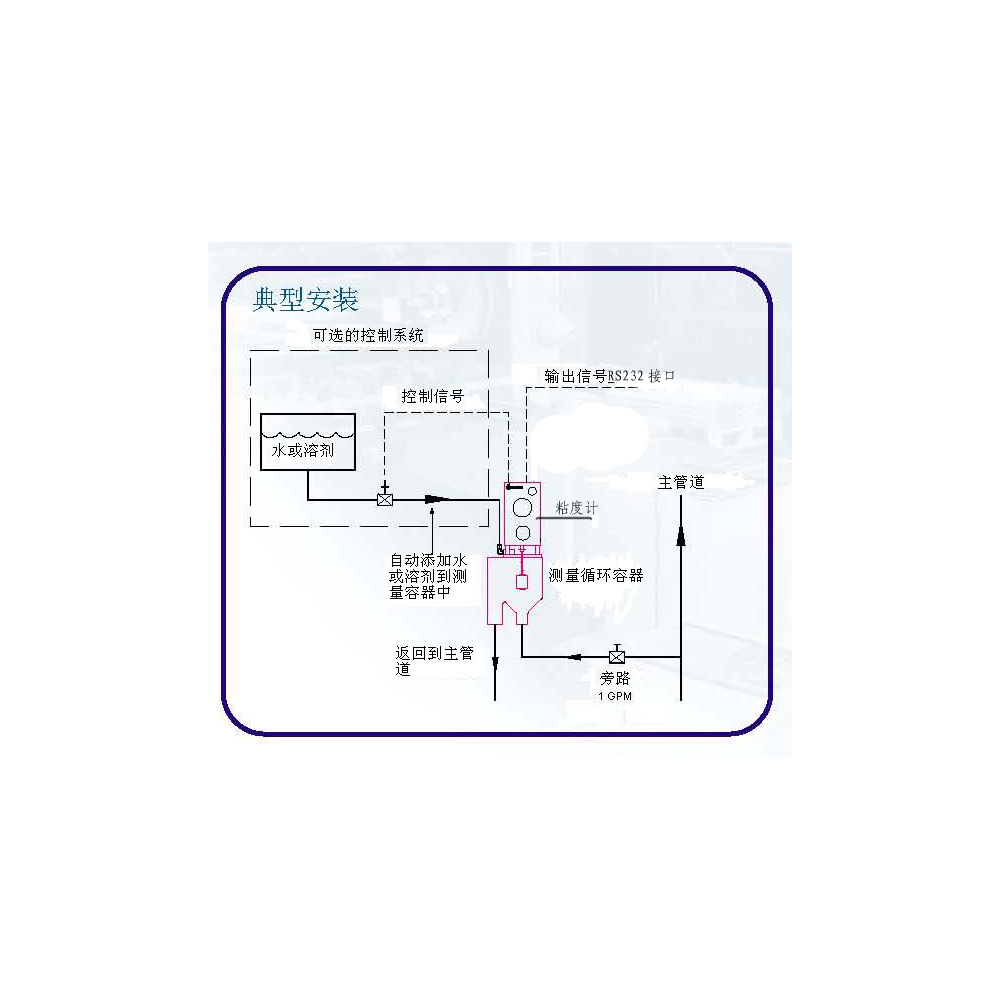 典型安装
可选的控制系统
输出信号RS232 接口
控制信号
水或溶剂
主管道
粘度计
自动添加水
或溶剂到测
量容器中
测量循环容器
返回到主管
道
旁路
1 GPM